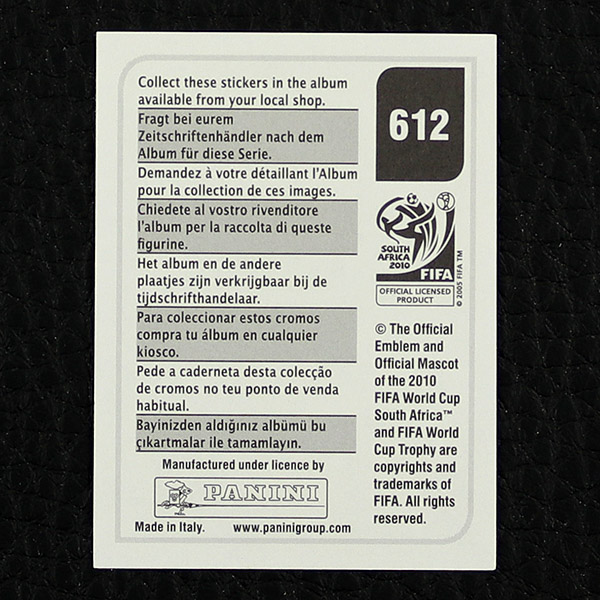 Collect these stickers in the album
available from your local shop.
Fragt bei eurem
Zeitschriftenhändler nach dem
Album für diese Serie.
Demandez à votre détaillant l'Album
pour la collection de ces images.
Chiedete al vostro rivenditore
l'album per la raccolta di queste
figurine.
Het album en de andere
plaatjes zijn verkrijgbaar bij de
tijdschrifthandelaar.
Para coleccionar estos cromos
compra tu álbum en cualquier
kiosco.
Pede a caderneta desta colecção
de cromos no teu ponto de venda
habitual.
Bayinizden aldığınız albümü bu
çıkartmalar ile tamamlayın.
Manufactured under licence by
PANINI
Made in Italy.
www.paninigroup.com
612
SOUTH
AFRICA
2010
FIFA
© 2005 FIFA TM
OFFICIAL LICENSED
PRODUCT
© The Official
Emblem and
Official Mascot
of the 2010
FIFA World Cup
South Africa™
and FIFA World
Cup Trophy are
copyrights and
trademarks of
FIFA. All rights
reserved.